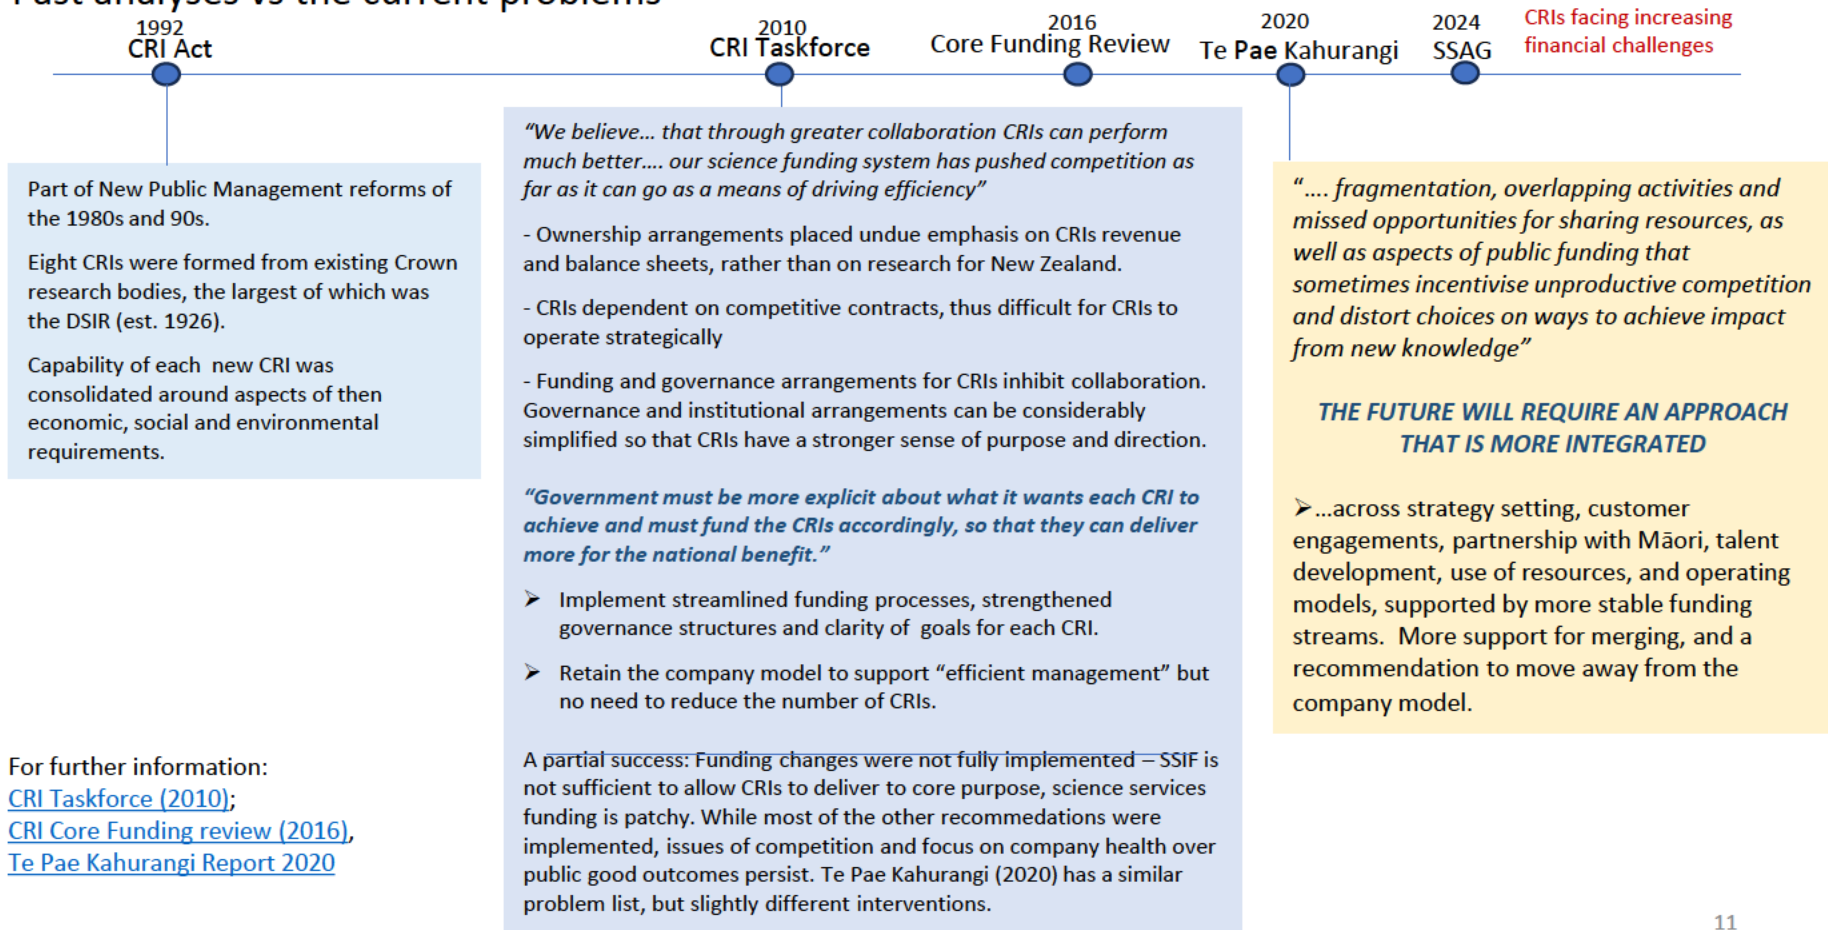 Past analyses vs the current problems
1992
CRI Act
2010
CRI Taskforce
2016
Core Funding Review
2020
Te Pae Kahurangi
2024
SSAG
CRIs facing increasing
financial challenges
Part of New Public Management reforms of
the 1980s and 90s.
Eight CRIs were formed from existing Crown
research bodies, the largest of which was
the DSIR (est. 1926).
Capability of each  new CRI was
consolidated around aspects of then
economic, social and environmental
requirements.
“We believe… that through greater collaboration CRIs can perform
much better…. our science funding system has pushed competition as
far as it can go as a means of driving efficiency”
- Ownership arrangements placed undue emphasis on CRIs revenue
and balance sheets, rather than on research for New Zealand.
- CRIs dependent on competitive contracts, thus difficult for CRIs to
operate strategically
- Funding and governance arrangements for CRIs inhibit collaboration.
Governance and institutional arrangements can be considerably
simplified so that CRIs have a stronger sense of purpose and direction.
“Government must be more explicit about what it wants each CRI to
achieve and must fund the CRIs accordingly, so that they can deliver
more for the national benefit.”
➢ Implement streamlined funding processes, strengthened
governance structures and clarity of  goals for each CRI.
➢ Retain the company model to support “efficient management” but
no need to reduce the number of CRIs.
A partial success: Funding changes were not fully implemented – SSIF is
not sufficient to allow CRIs to deliver to core purpose, science services
funding is patchy. While most of the other recommedations were
implemented, issues of competition and focus on company health over
public good outcomes persist. Te Pae Kahurangi (2020) has a similar
problem list, but slightly different interventions.
“…. fragmentation, overlapping activities and
missed opportunities for sharing resources, as
well as aspects of public funding that
sometimes incentivise unproductive competition
and distort choices on ways to achieve impact
from new knowledge”
THE FUTURE WILL REQUIRE AN APPROACH
THAT IS MORE INTEGRATED
➢…across strategy setting, customer
engagements, partnership with Māori, talent
development, use of resources, and operating
models, supported by more stable funding
streams.  More support for merging, and a
recommendation to move away from the
company model.
For further information:
CRI Taskforce (2010);
CRI Core Funding review (2016),
Te Pae Kahurangi Report 2020
11